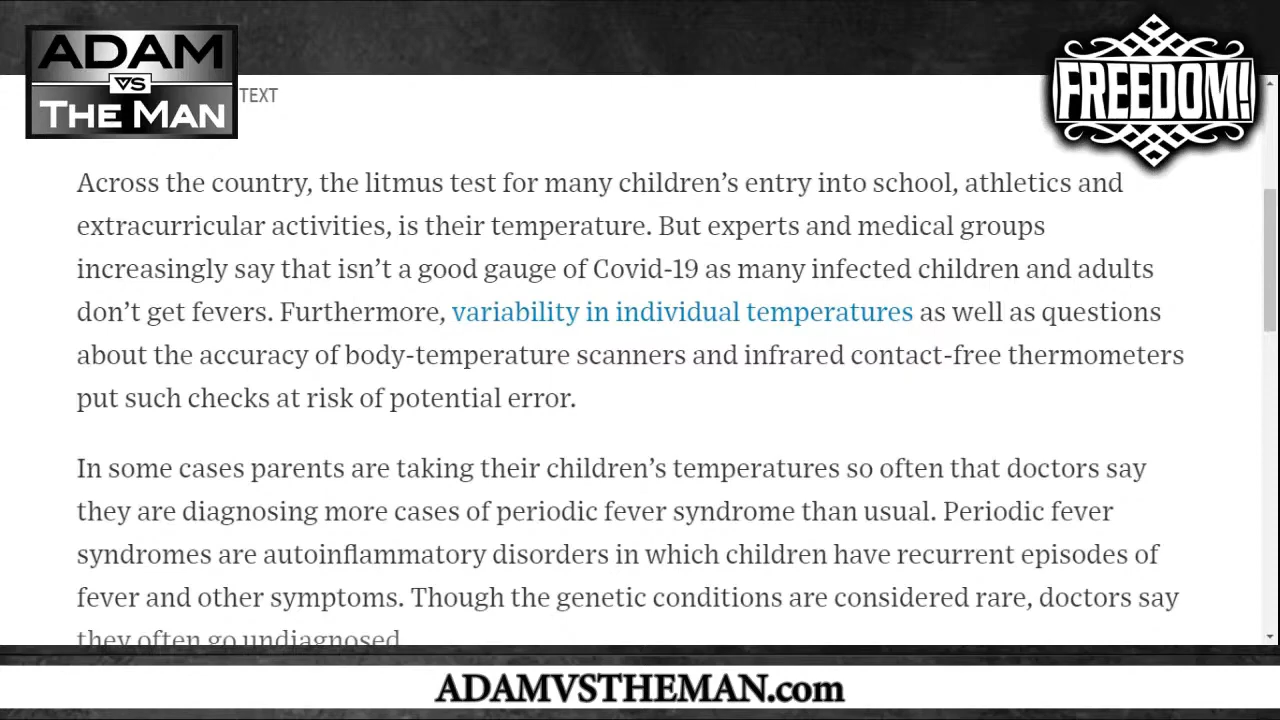 ADAM
VS
THE MAN
TEXT
FREEDOM!
Across the country, the litmus test for many children’s entry into school, athletics and
extracurricular activities, is their temperature. But experts and medical groups
increasingly say that isn’t a good gauge of Covid-19 as many infected children and adults
don’t get fevers. Furthermore, variability in individual temperatures as well as questions
about the accuracy of body-temperature scanners and infrared contact-free thermometers
put such checks at risk of potential error.
In some cases parents are taking their children’s temperatures so often that doctors say
they are diagnosing more cases of periodic fever syndrome than usual. Periodic fever
syndromes are autoinflammatory disorders in which children have recurrent episodes of
fever and other symptoms. Though the genetic conditions are considered rare, doctors say
they often go undiagnosed
ADAMVSTHEMAN.com